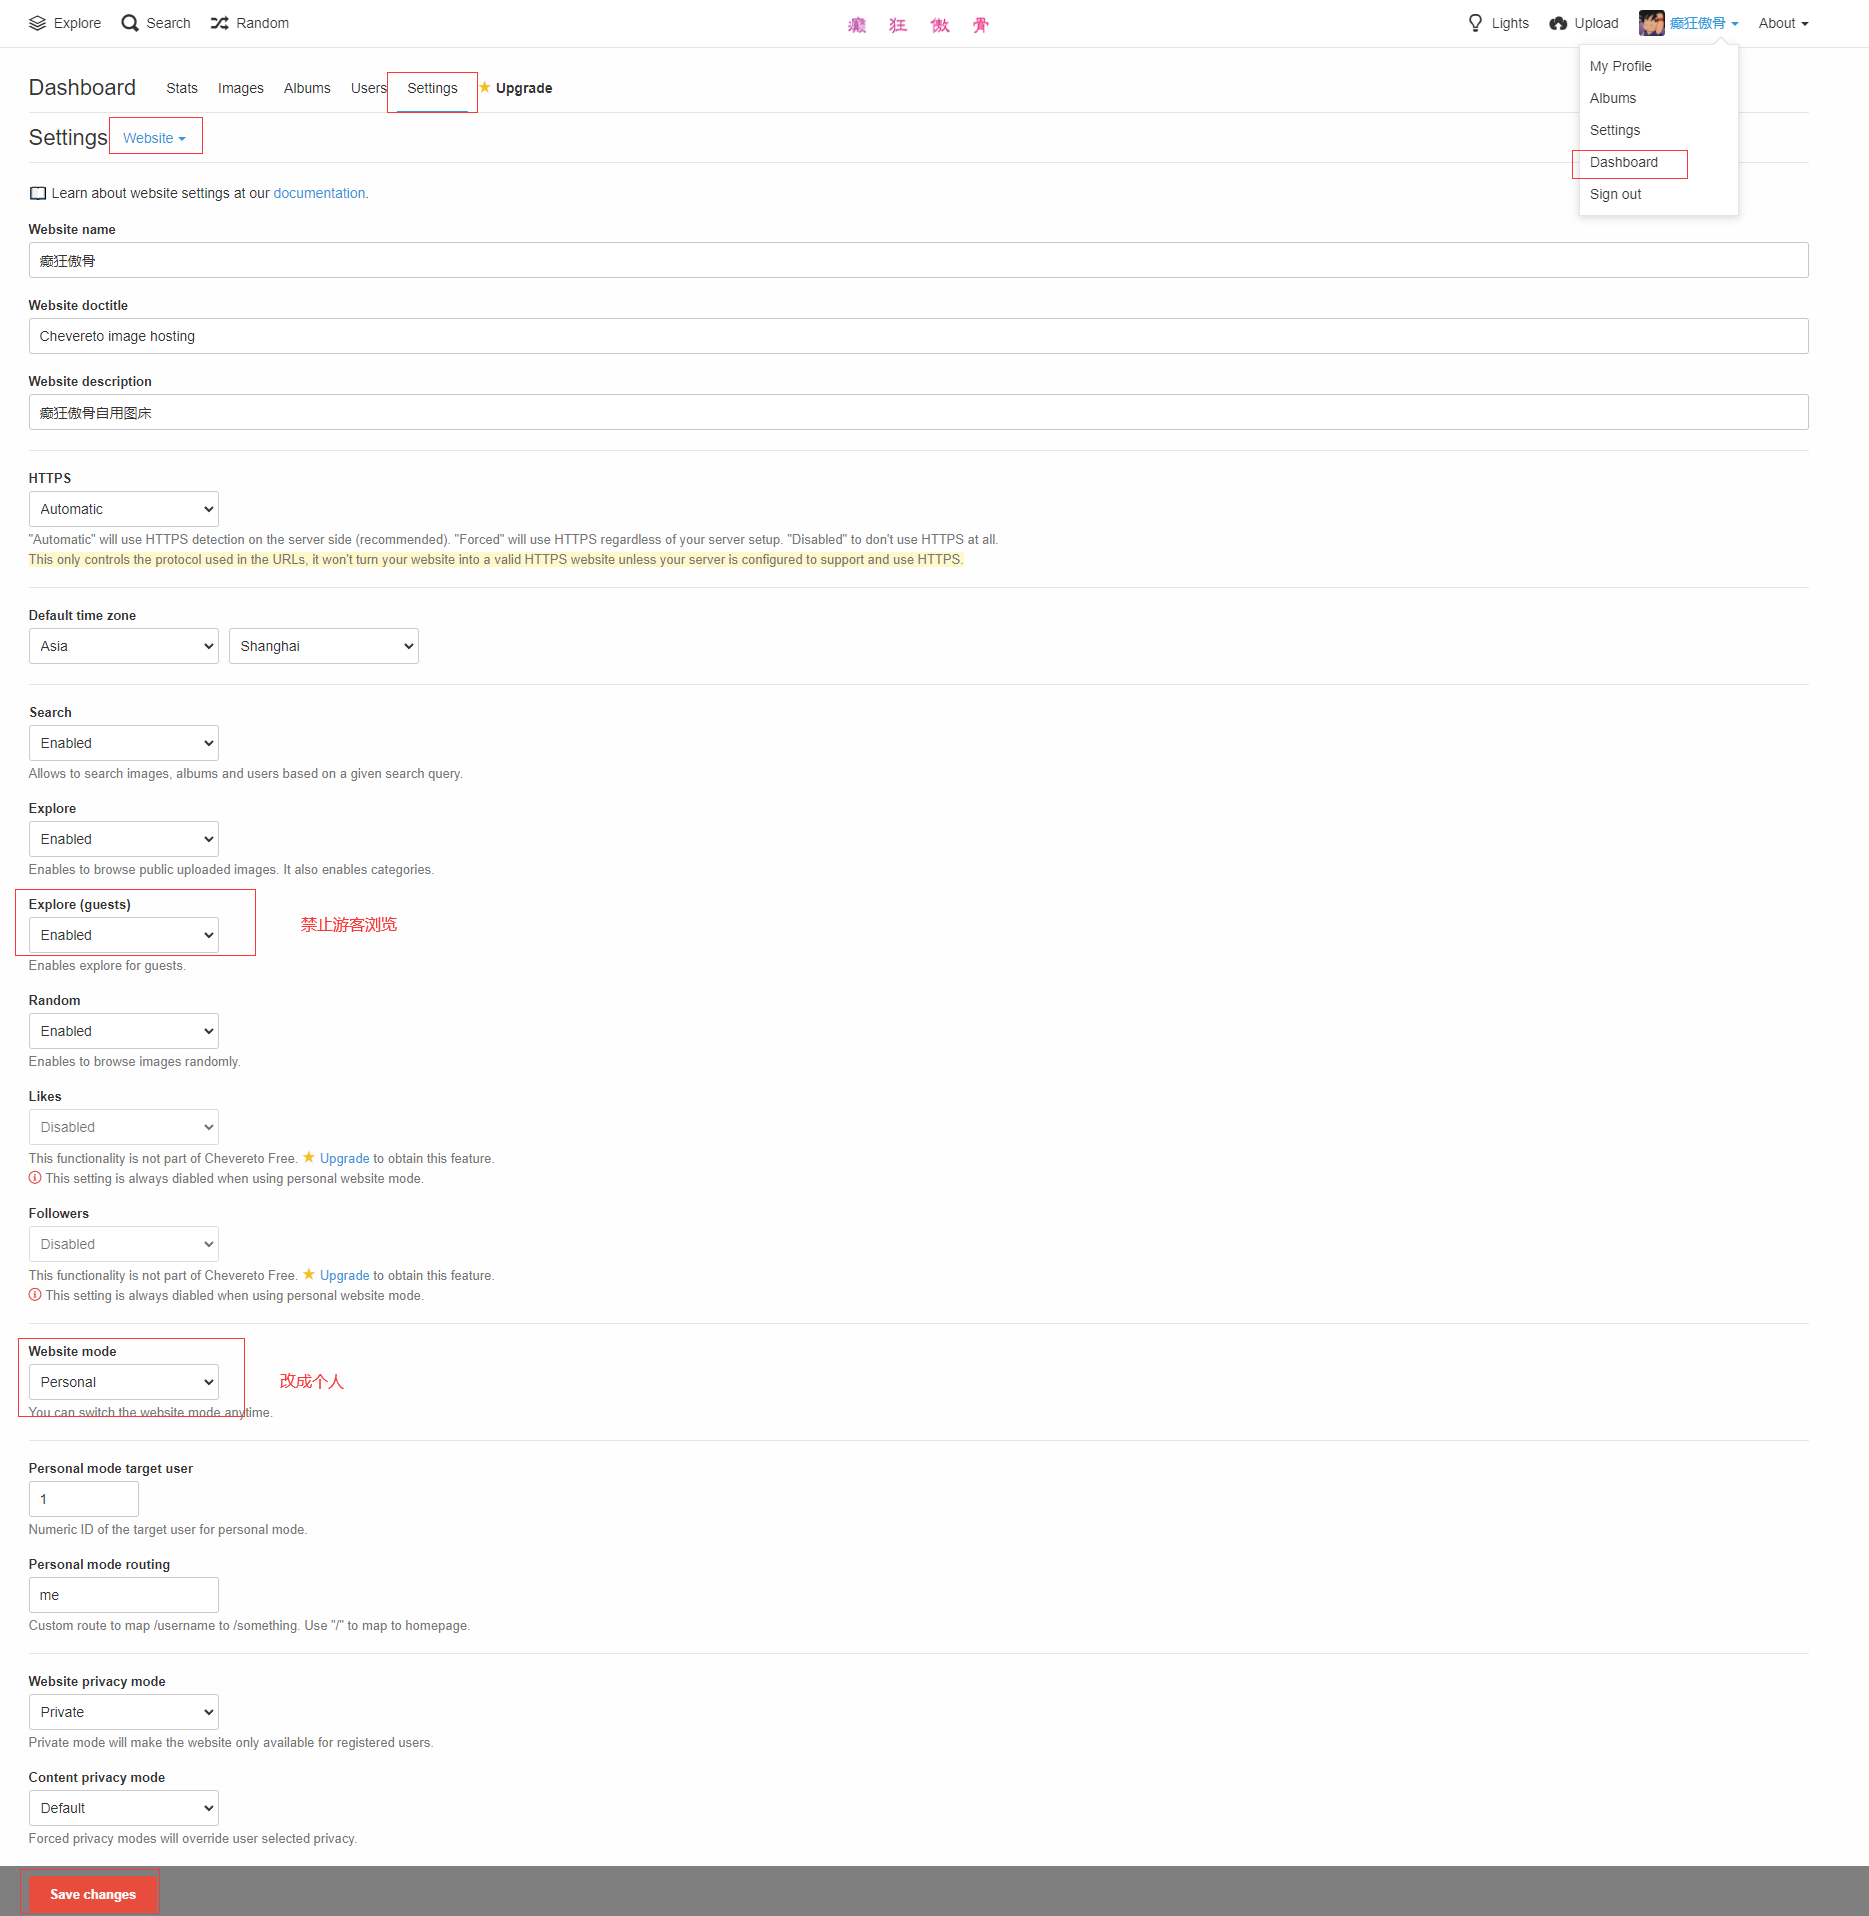 Explore Search Random 癫 狂 傲 骨 Lights Upload 癫狂傲骨 About
My Profile
Albums
Settings
Dashboard
Sign out
Dashboard Stats Images Albums Users Settings Upgrade
Settings Website
Learn about website settings at our documentation.
Website name
癫狂傲骨
Website doctitle
Chevereto image hosting
Website description
癫狂傲骨自用图床
HTTPS
Automatic
"Automatic" will use HTTPS detection on the server side (recommended). "Forced" will use HTTPS regardless of your server setup. "Disabled" to don't use HTTPS at all.
This only controls the protocol used in the URLs, it won't turn your website into a valid HTTPS website unless your server is configured to support and use HTTPS.
Default time zone
Asia Shanghai
Search
Enabled
Allows to search images, albums and users based on a given search query.
Explore
Enabled
Enables to browse public uploaded images. It also enables categories.
Explore (guests)
禁止游客浏览
Enabled
Enables explore for guests.
Random
Enabled
Enables to browse images randomly.
Likes
Disabled
This functionality is not part of Chevereto Free. Upgrade to obtain this feature.
This setting is always diabled when using personal website mode.
Followers
Disabled
This functionality is not part of Chevereto Free. Upgrade to obtain this feature.
This setting is always diabled when using personal website mode.
Website mode
Personal 改成个人
You can switch the website mode anytime.
Personal mode target user
1
Numeric ID of the target user for personal mode.
Personal mode routing
me
Custom route to map /username to /something. Use "/" to map to homepage.
Website privacy mode
Private
Private mode will make the website only available for registered users.
Content privacy mode
Default
Forced privacy modes will override user selected privacy.
Save changes